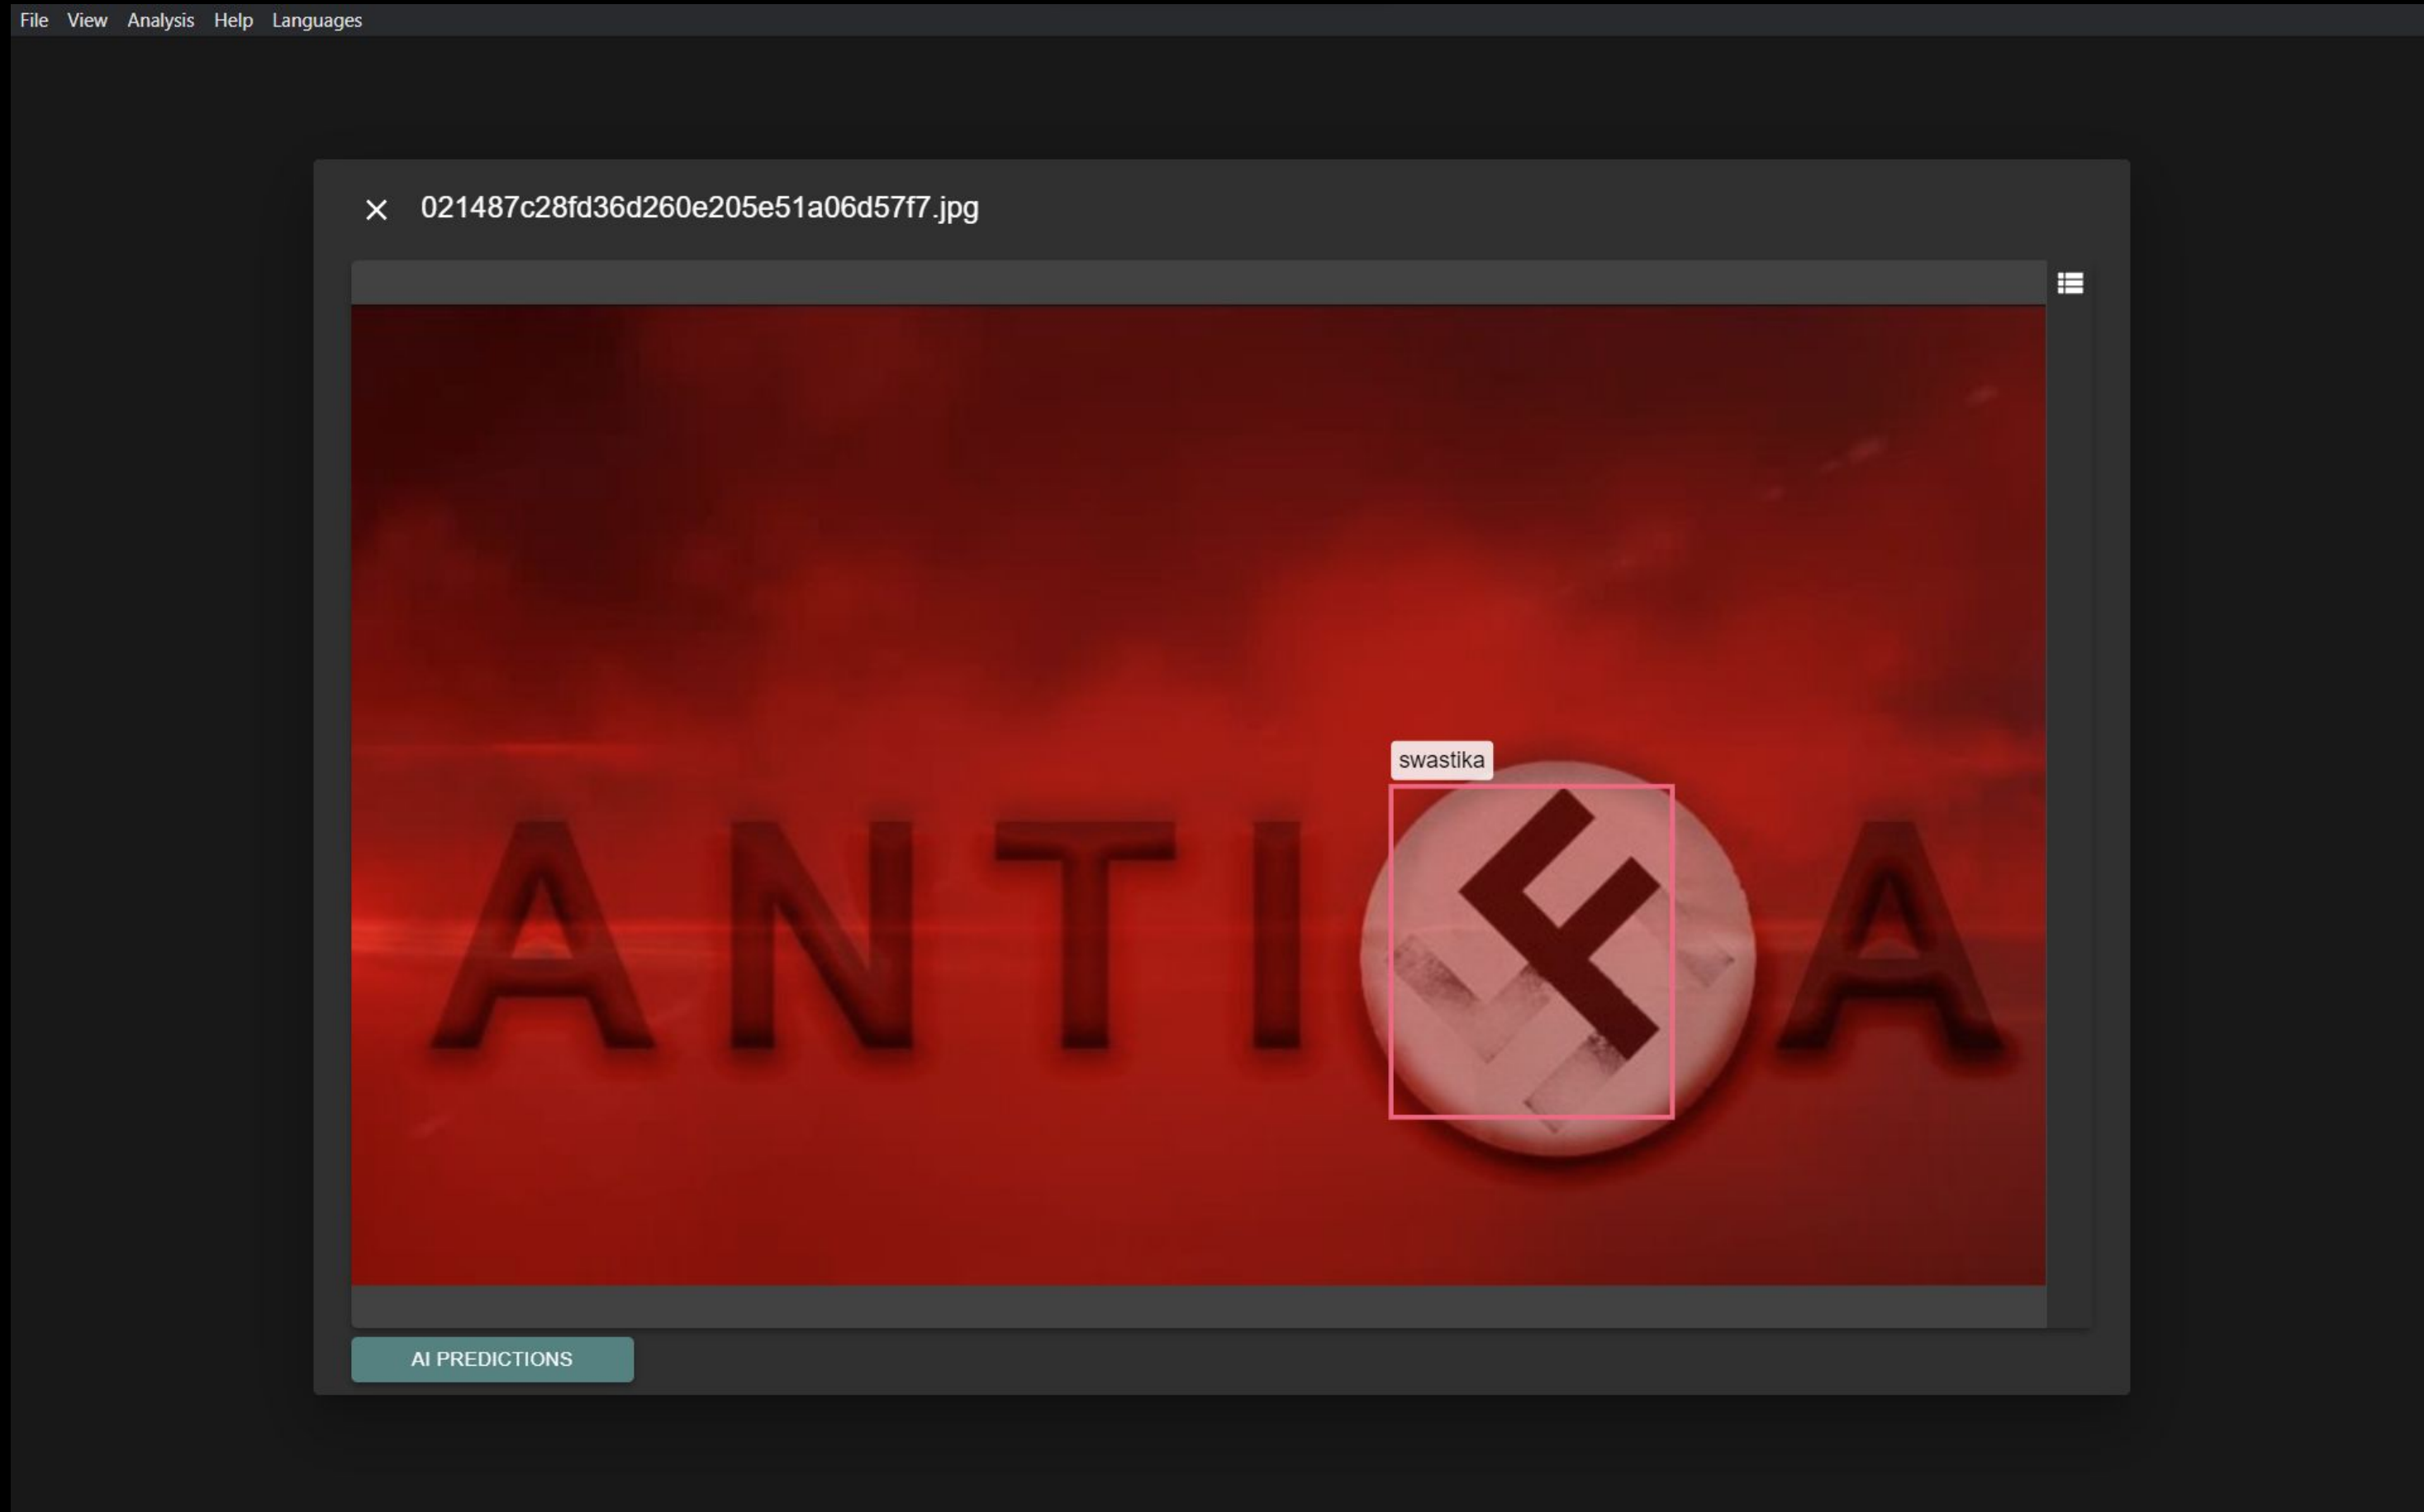 File View Analysis Help Languages
021487c28fd36d260e205e51a06d57f7.jpg
swastika
ANTIFA
AI PREDICTIONS